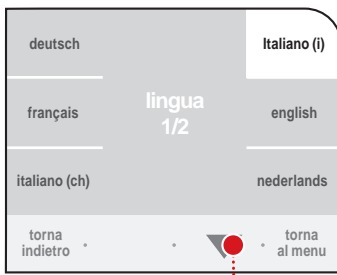 deutsch
Italiano (i)
français
lingua
1/2
english
italiano (ch)
nederlands
torna
indietro
torna
al menu